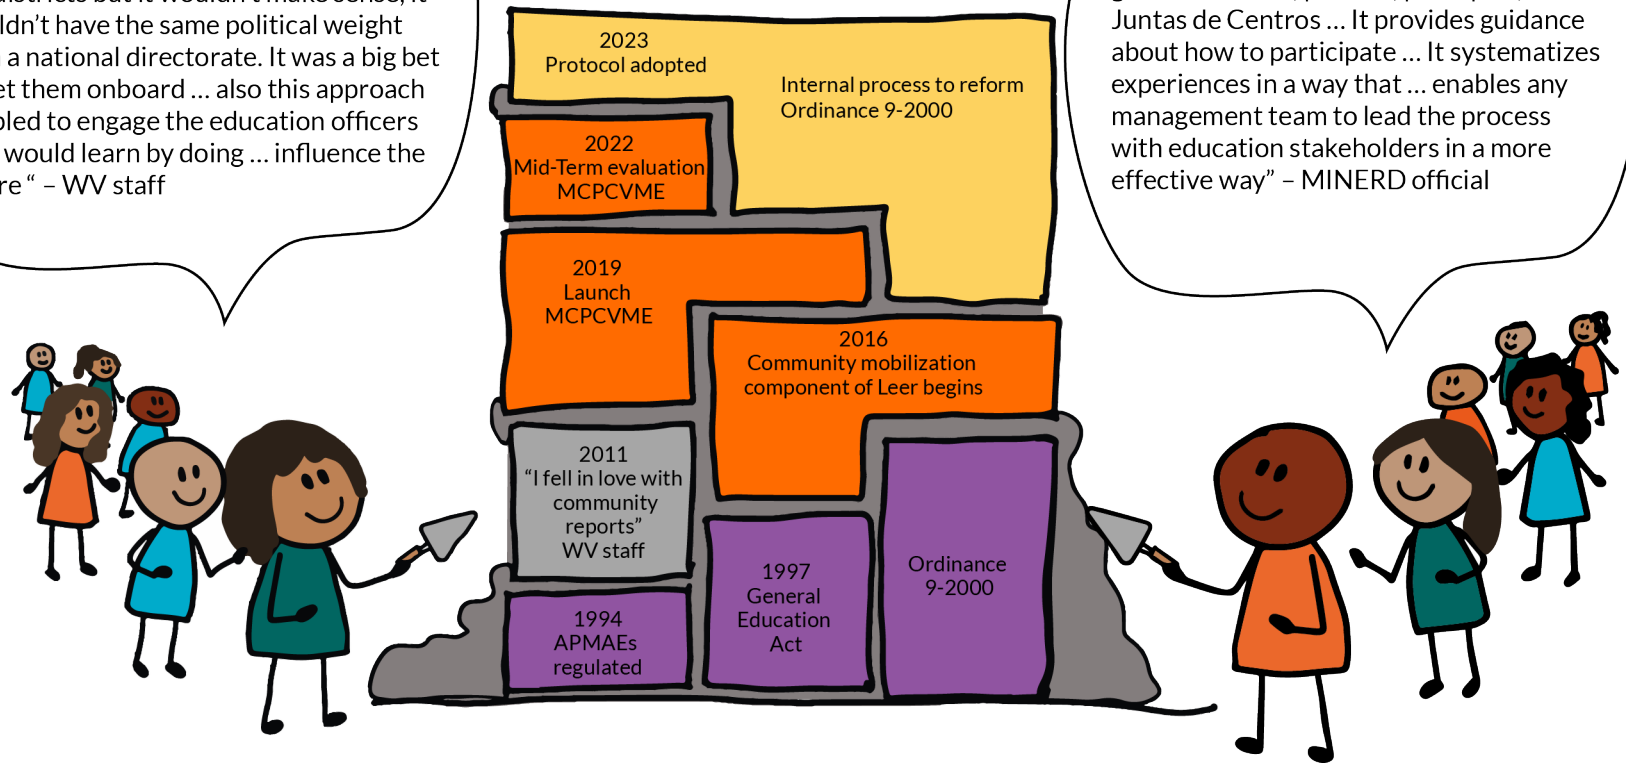 ldn’t have the same political weight
a national directorate. It was a big bet
et them onboard ... also this approach
bled to engage the education officers
would learn by doing ... influence the
re “ – WV staff
2023
Protocol adopted
Internal process to reform
Ordinance 9-2000
2022
Mid-Term evaluation
MCPCVME
2019
Launch
MCPCVME
2016
Community mobilization
component of Leer begins
2011
“I fell in love with
community
reports”
WV staff
1994
APMAEs
regulated
1997
General
Education
Act
Ordinance
9-2000
Juntas de Centros ... It provides guidance
about how to participate ... It systematizes
experiences in a way that ... enables any
management team to lead the process
with education stakeholders in a more
effective way” – MINERD official